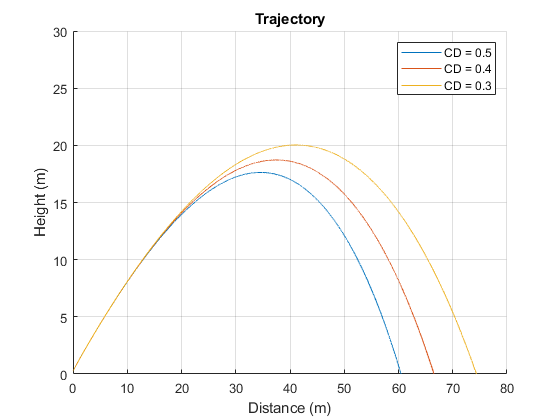 Trajectory
CD = 0.5
CD = 0.4
CD = 0.3
30
25
20
15
10
5
0
Height (m)
0 10 20 30 40 50 60 70 80
Distance (m)